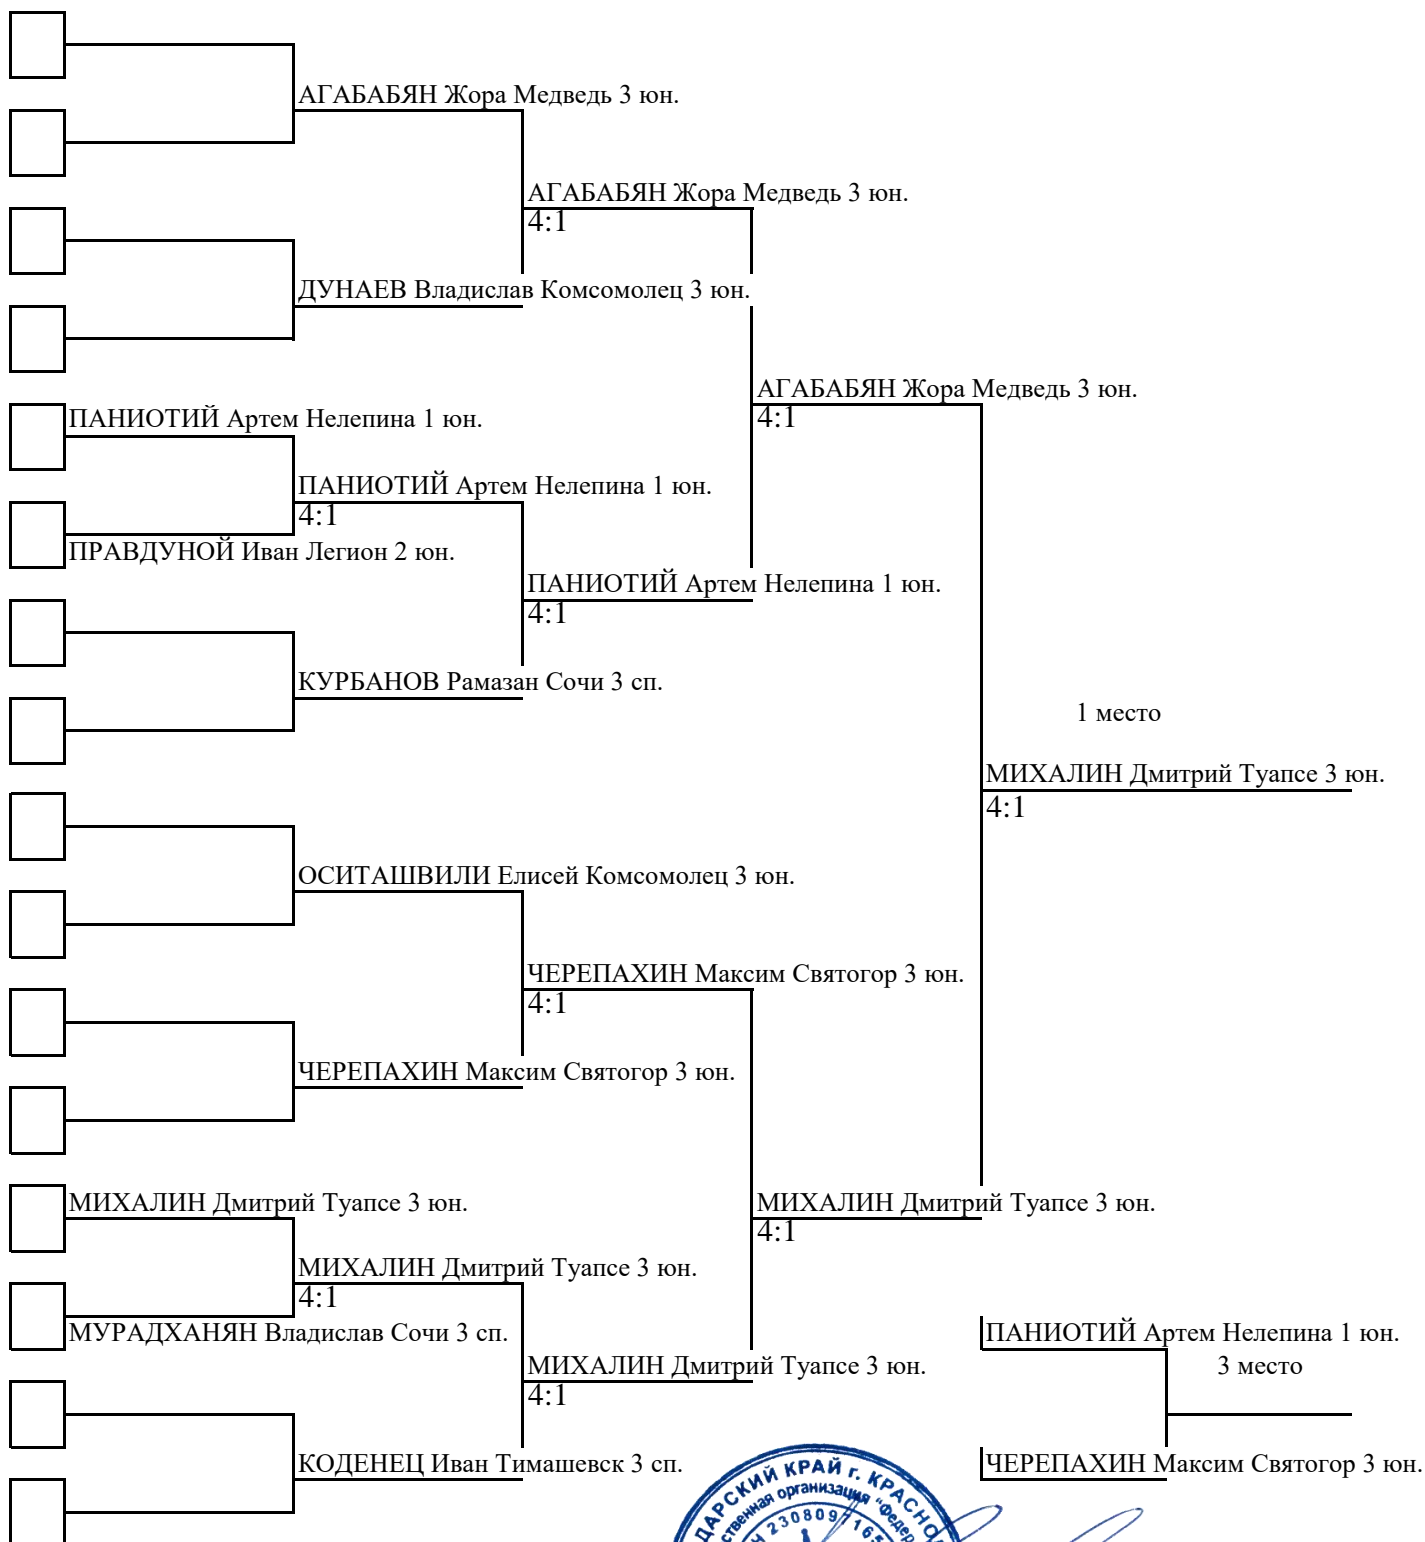 АГАБАБЯН Жора Медведь 3 юн.
АГАБАБЯН Жора Медведь 3 юн.
4:1
ДУНАЕВ Владислав Комсомолец 3 юн.
АГАБАБЯН Жора Медведь 3 юн.
4:1
ПАНИОТИЙ Артем Нелепина 1 юн.
ПАНИОТИЙ Артем Нелепина 1 юн.
4:1
ПРАВДУНОЙ Иван Легион 2 юн.
ПАНИОТИЙ Артем Нелепина 1 юн.
4:1
КУРБАНОВ Рамазан Сочи 3 сп.
1 место
МИХАЛИН Дмитрий Туапсе 3 юн.
4:1
ОСИТАШВИЛИ Елисей Комсомолец 3 юн.
ЧЕРЕПАХИН Максим Святогор 3 юн.
4:1
ЧЕРЕПАХИН Максим Святогор 3 юн.
МИХАЛИН Дмитрий Туапсе 3 юн.
МИХАЛИН Дмитрий Туапсе 3 юн.
4:1
МИХАЛИН Дмитрий Туапсе 3 юн.
4:1
МУРАДХАНЯН Владислав Сочи 3 сп.
ПАНИОТИЙ Артем Нелепина 1 юн.
МИХАЛИН Дмитрий Туапсе 3 юн.
3 место
4:1
КОДЕНЕЦ Иван Тимашевск 3 сп.
ЧЕРЕПАХИН Максим Святогор 3 юн.
КРАЙ г.
организация